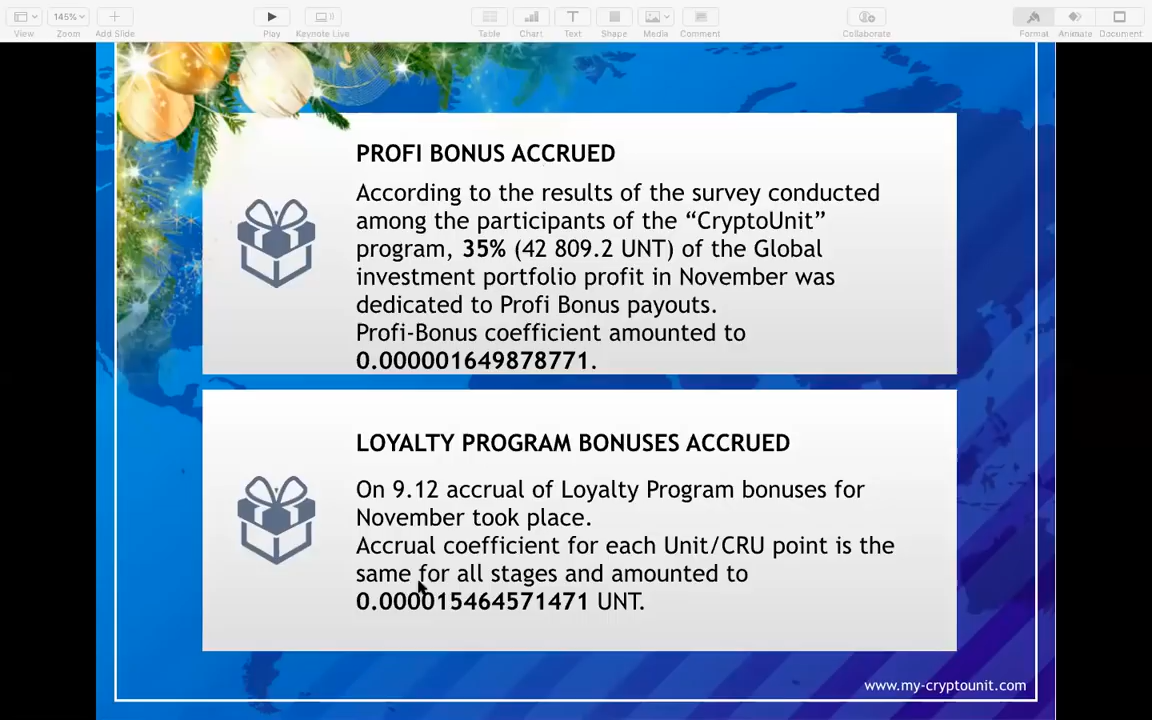 145%
View
Zoom
Add Slide
Play
Keynote Live
Table
Chart
Text
Shape
Media
Comment
Collaborate
Format
Animate
Document
PROFI BONUS ACCRUED
According to the results of the survey conducted
among the participants of the “CryptoUnit”
program, 35% (42 809.2 UNT) of the Global
investment portfolio profit in November was
dedicated to Profi Bonus payouts.
Profi-Bonus coefficient amounted to
0.000001649878771.
LOYALTY PROGRAM BONUSES ACCRUED
On 9.12 accrual of Loyalty Program bonuses for
November took place.
Accrual coefficient for each Unit/CRU point is the
same for all stages and amounted to
0.000015464571471 UNT.
www.my-cryptounit.com